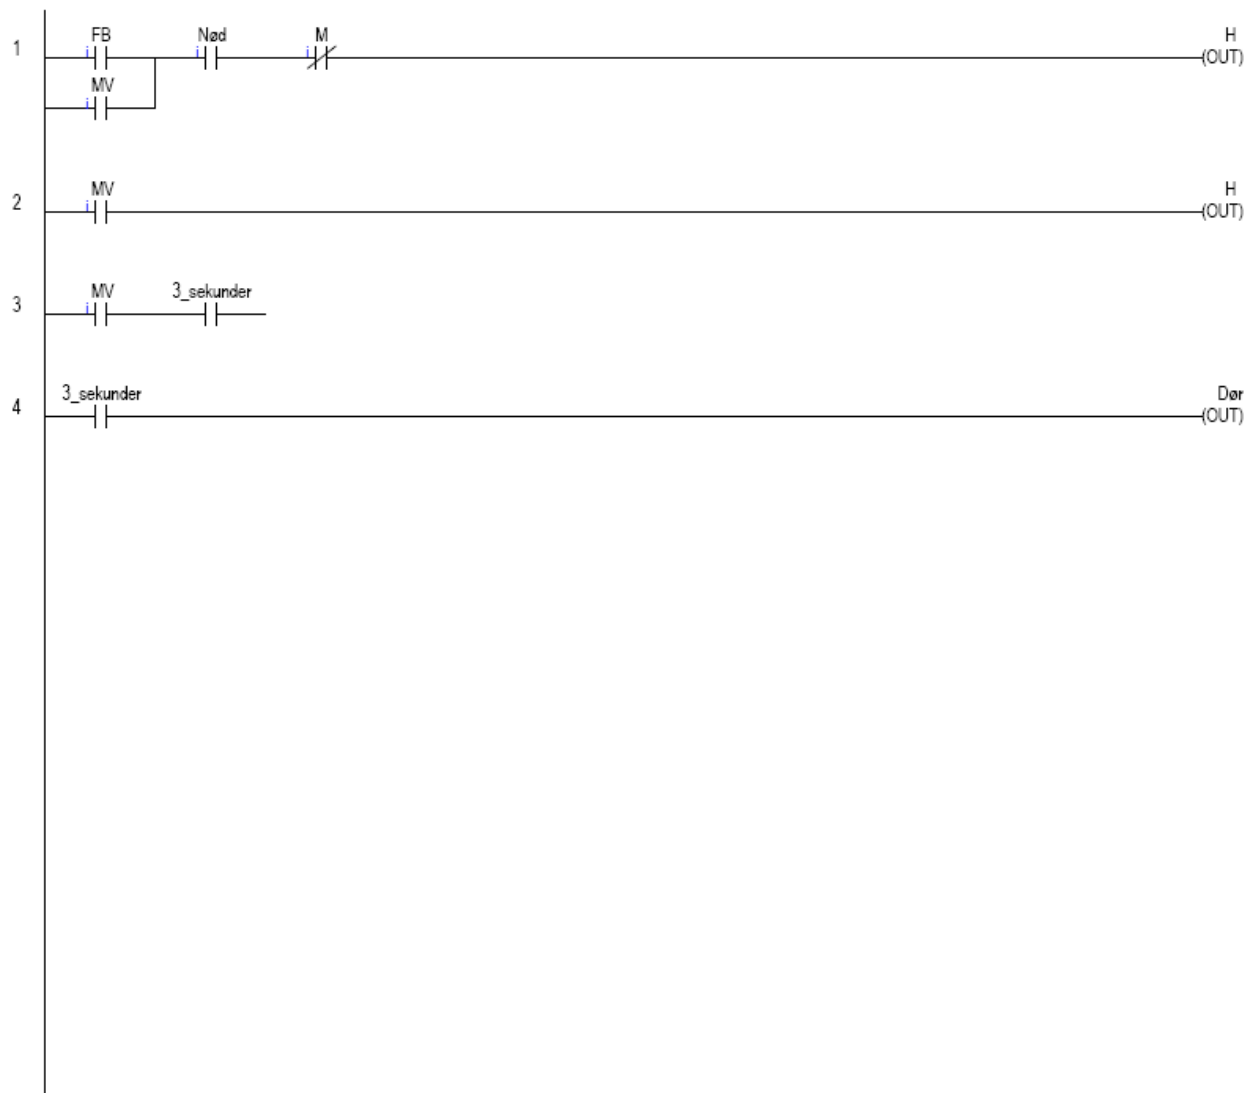 FB Nød M H
1 i i i (OUT)
MV
i
MV H
2 i (OUT)
MV 3_sekunder
3 i
3_sekunder Dør
4 (OUT)